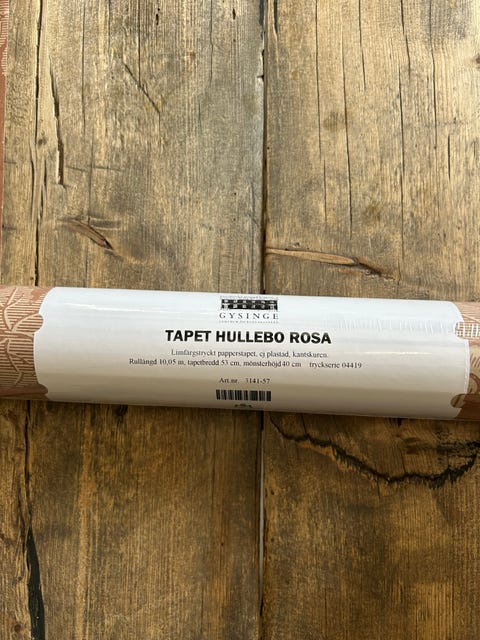 GYSINGE
TAPET HULLEBO ROSA
Limfärgstryckt papperstapet, ej plastad, kantskuren.
Rullängd 10,05 m, tapetbredd 53 cm, mönsterhöjd 40 cm tryckserie 04419
Art.nr. 3141-57